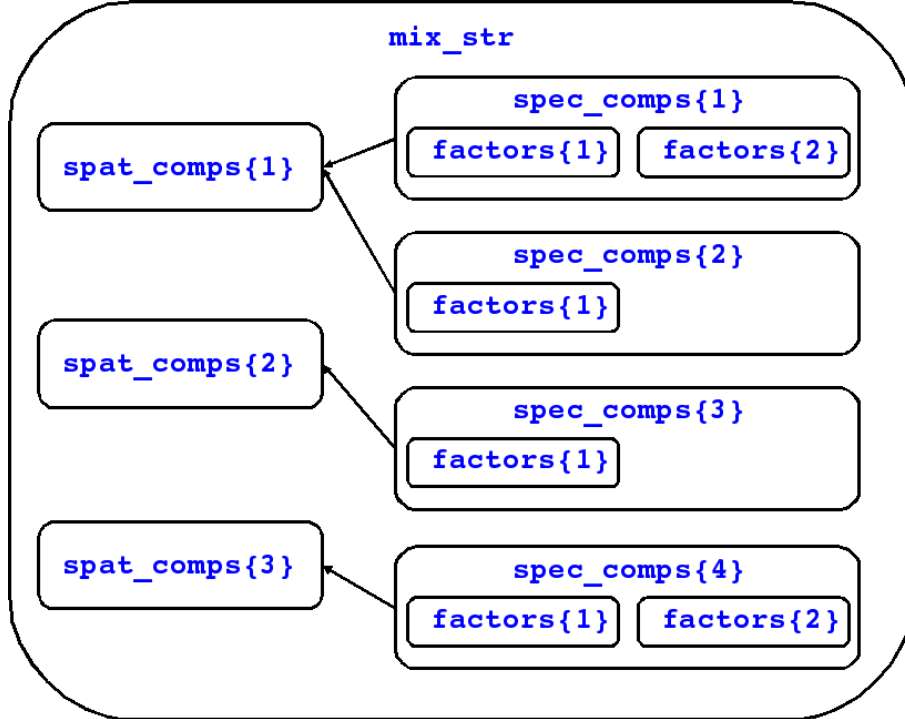 mix_str
spat_comps{1}
spec_comps{1}
factors{1} factors{2}
spec_comps{2}
factors{1}
spat_comps{2}
spec_comps{3}
factors{1}
spat_comps{3}
spec_comps{4}
factors{1} factors{2}